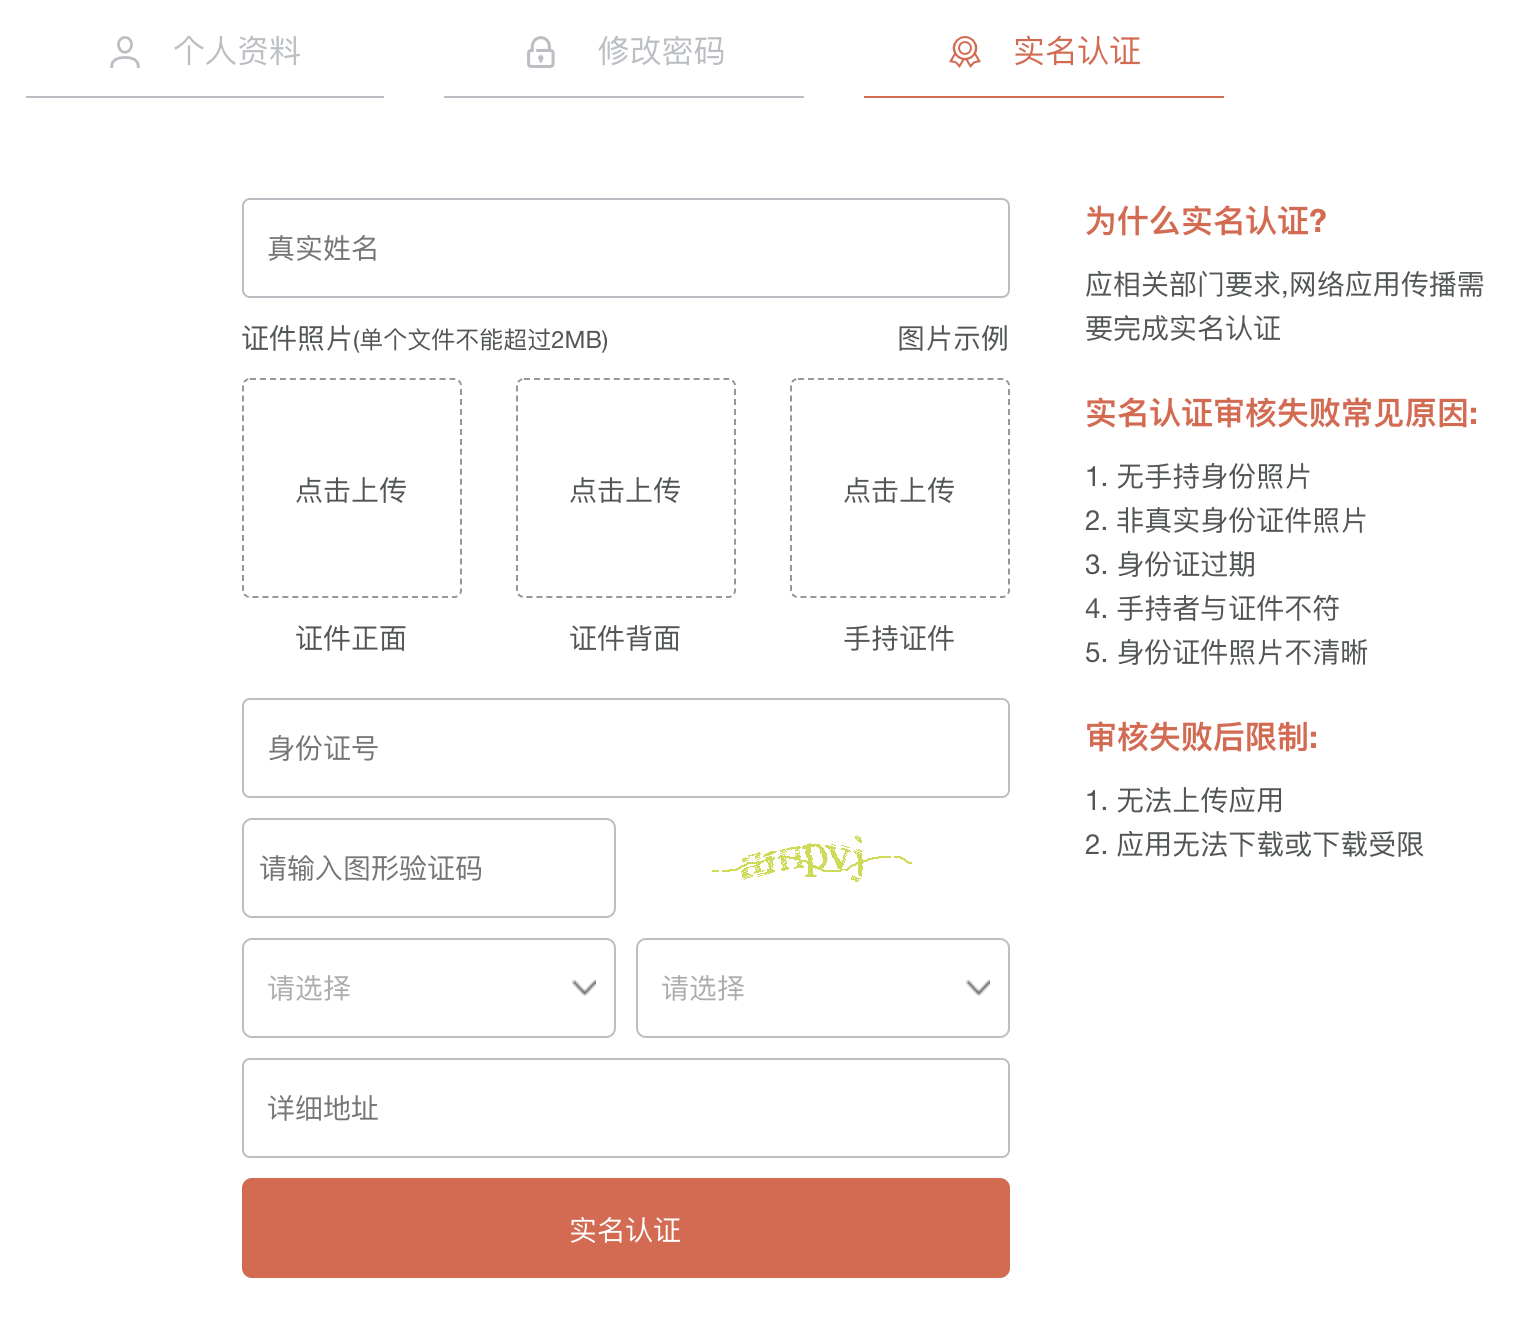 个人资料
修改密码
实名认证
真实姓名
证件照片(单个文件不能超过2MB)
图片示例
点击上传
点击上传
点击上传
证件正面
证件背面
手持证件
身份证号
请输入图形验证码
请选择
请选择
详细地址
实名认证
为什么实名认证?
应相关部门要求,网络应用传播需
要完成实名认证
实名认证审核失败常见原因:
1. 无手持身份照片
2. 非真实身份证件照片
3. 身份证过期
4. 手持者与证件不符
5. 身份证件照片不清晰
审核失败后限制:
1. 无法上传应用
2. 应用无法下载或下载受限